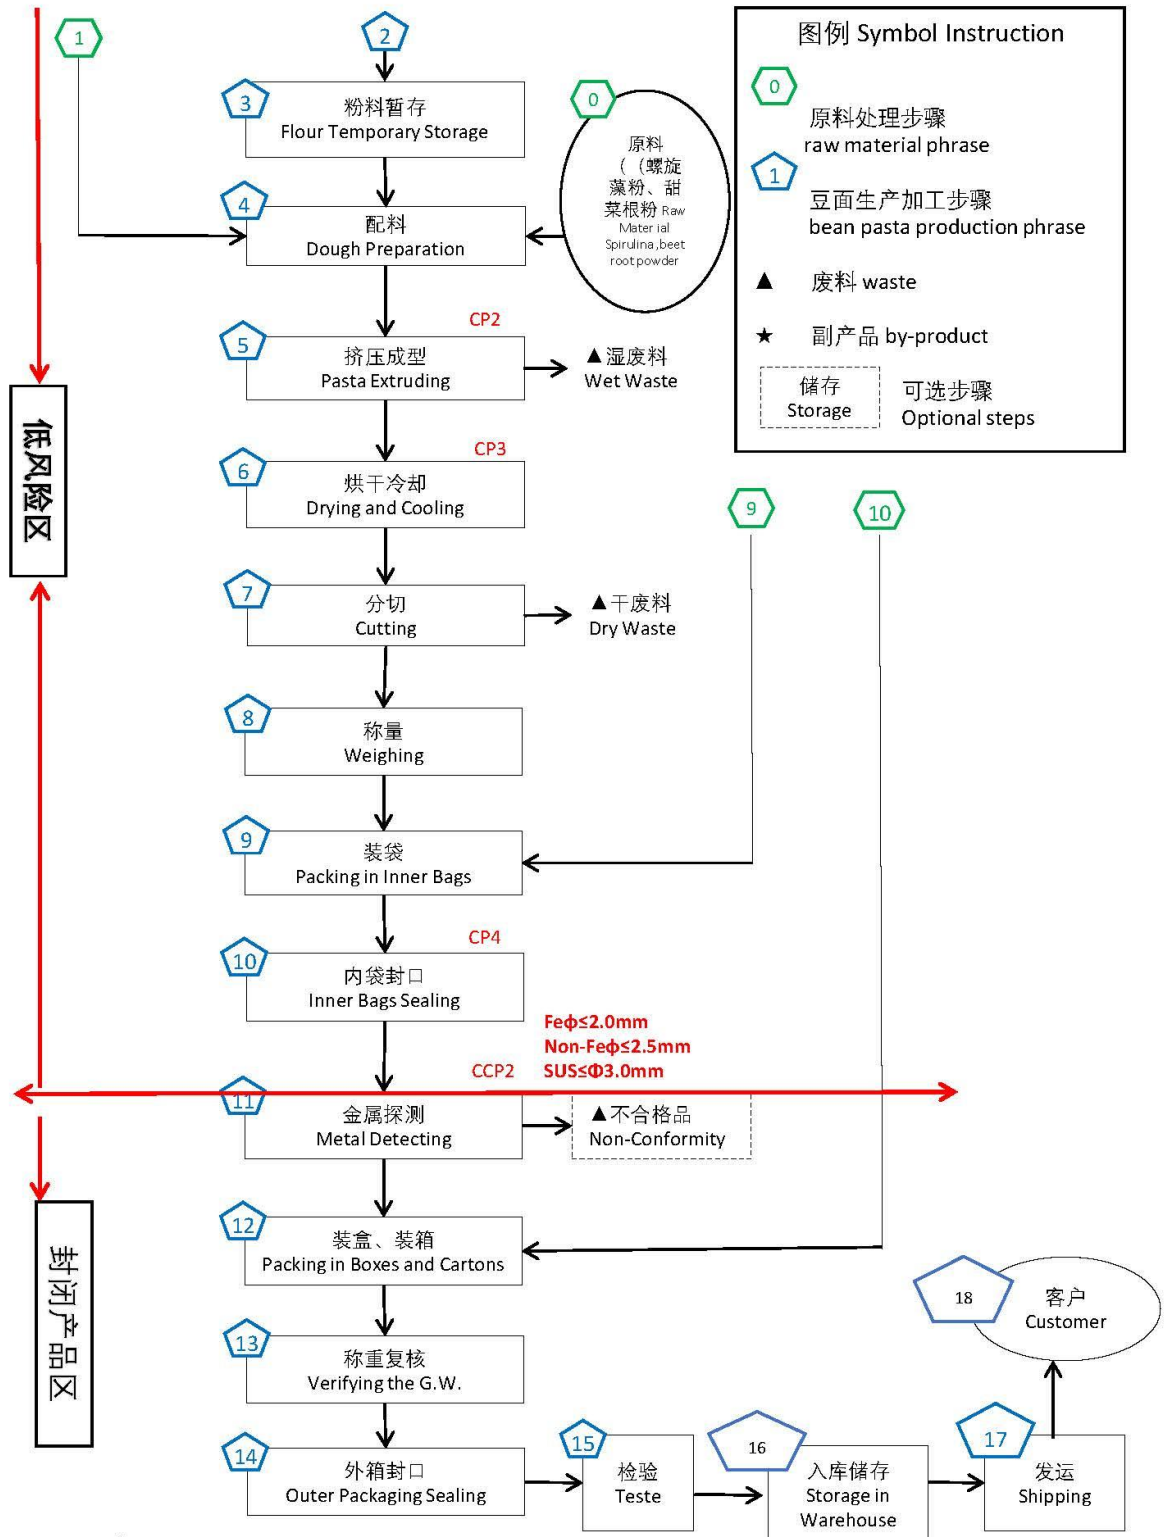 1
2
图例 Symbol Instruction
0
原料处理步骤
raw material phrase
1
豆面生产加工步骤
bean pasta production phrase
▲ 废料 waste
★ 副产品 by-product
储存
Storage
可选步骤
Optional steps
3
粉料暂存
Flour Temporary Storage
0
原料
（（螺旋
藻粉、甜
菜根粉 Raw
Mater ial
Spirulina ,beet
root powder
4
配料
Dough Preparation
CP2
5
挤压成型
Pasta Extruding
▲湿废料
Wet Waste
低风险区
CP3
6
烘干冷却
Drying and Cooling
9
10
7
分切
Cutting
▲干废料
Dry Waste
8
称量
Weighing
9
装袋
Packing in Inner Bags
CP4
10
内袋封口
Inner Bags Sealing
Feф≤2.0mm
Non-Feф≤2.5mm
CCP2
SUS≤Φ3.0mm
11
金属探测
Metal Detecting
▲不合格品
Non-Conformity
封闭产品区
12
装盒、装箱
Packing in Boxes and Cartons
18
客户
Customer
13
称重复核
Verifying the G.W.
14
外箱封口
Outer Packaging Sealing
15
检验
Teste
16
入库储存
Storage in
Warehouse
17
发运
Shipping